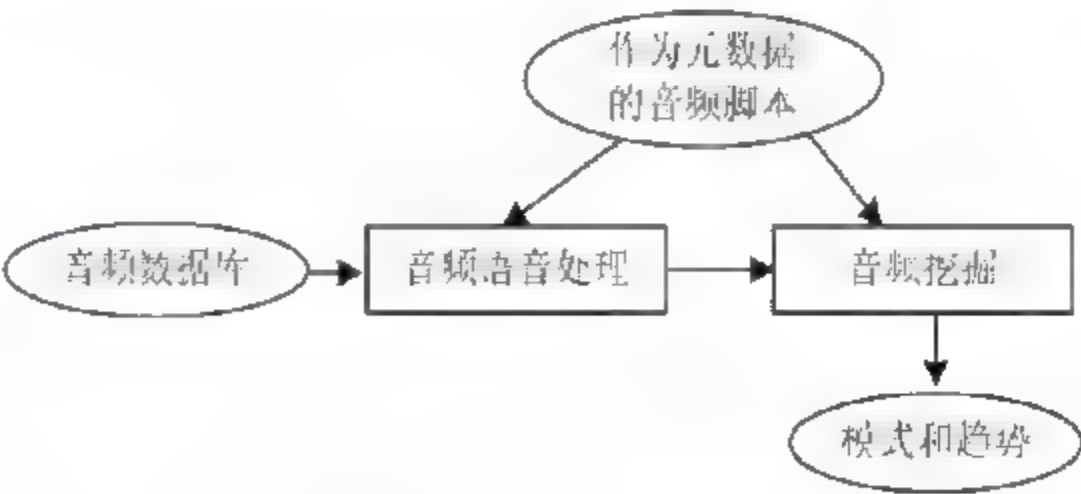 作为元数据
的音频脚本
音频数据库
音频语音处理
音频挖掘
模式和趋势